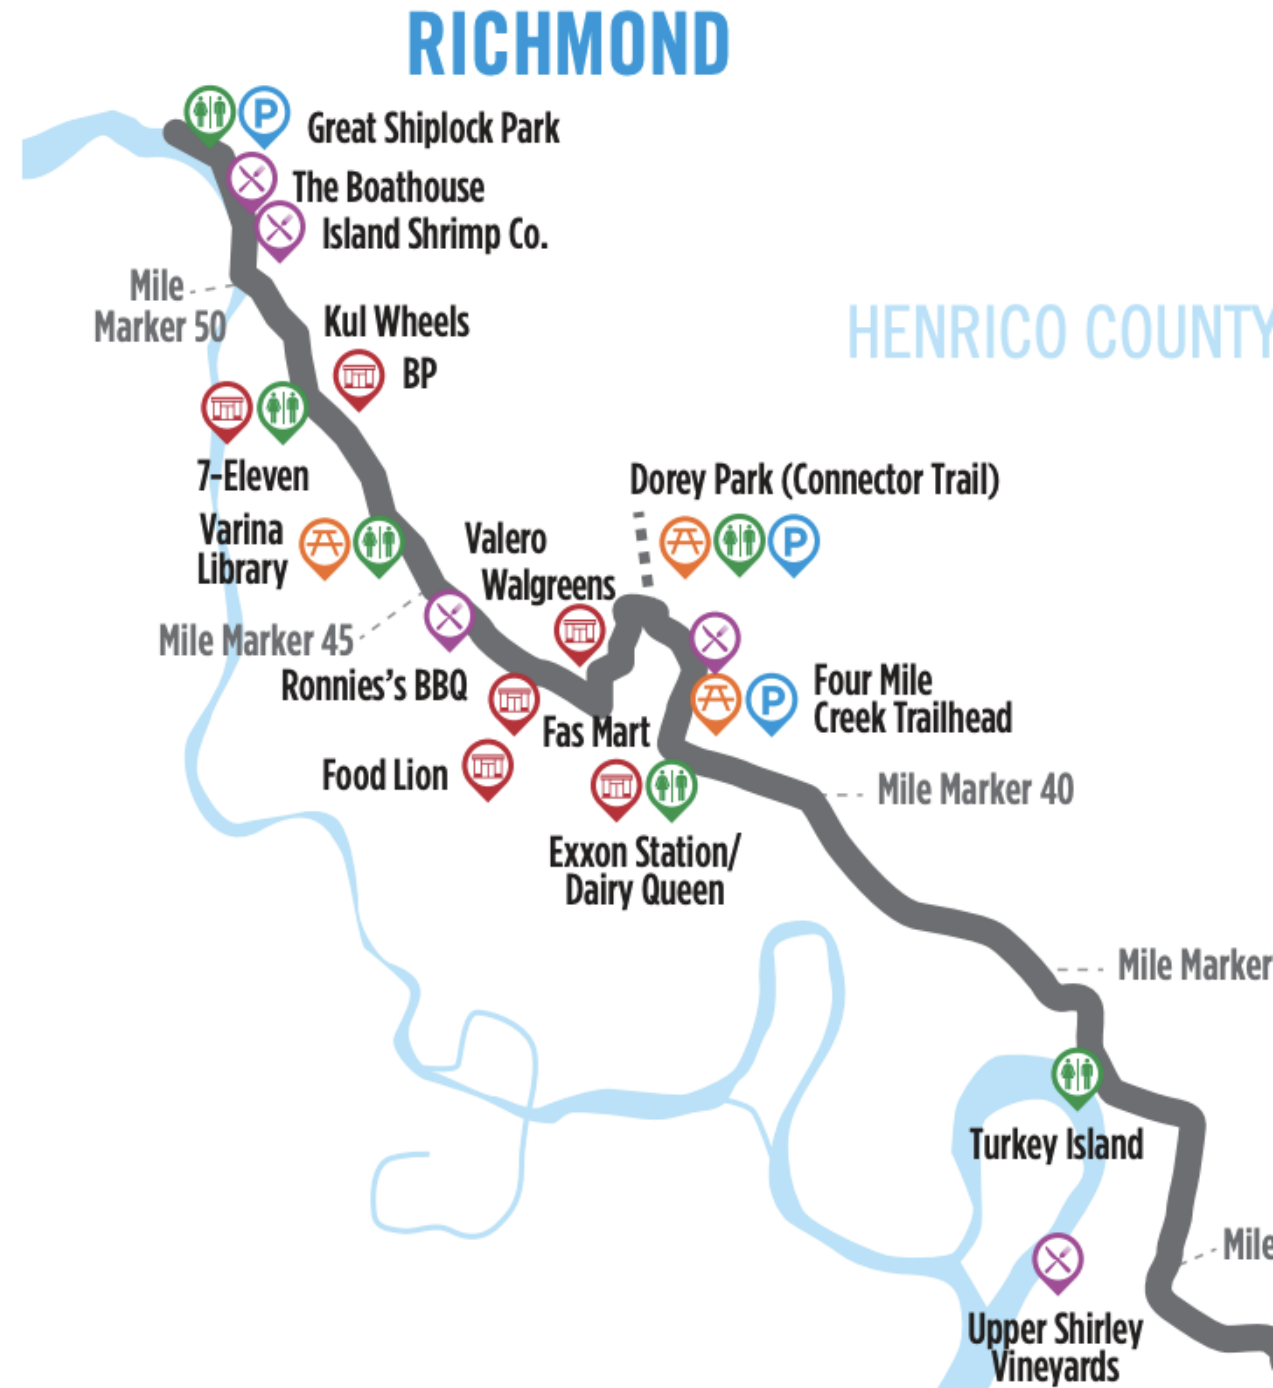 RICHMOND
P
Great Shiplock Park
The Boathouse
Island Shrimp Co.
Mile
Marker 50
HENRICO COUNTY
Kul Wheels
BP
7-Eleven
Dorey Park (Connector Trail)
P
Varina
Library
Valero
Walgreens
Mile Marker 45
Ronnies's BBQ
Four Mile
Creek Trailhead
P
Fas Mart
Food Lion
Mile Marker 40
Exxon Station/
Dairy Queen
Mile Marker
Turkey Island
Mile
Upper Shirley
Vineyards